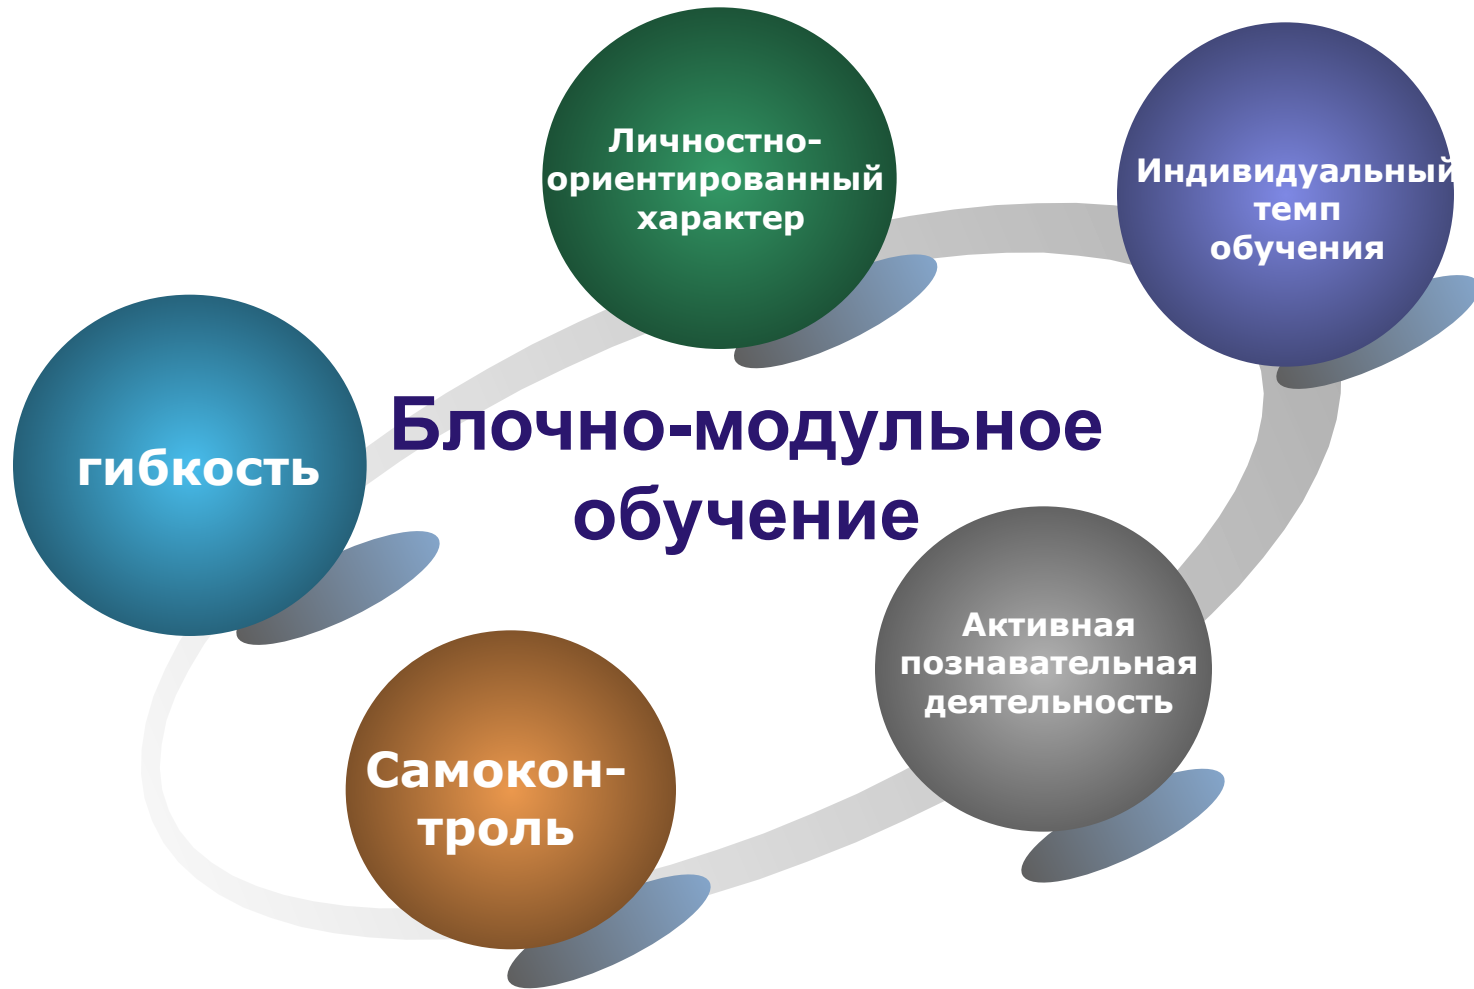 Личностно-
ориентированный
характер
Индивидуальный
темп
обучения
гибкость
Блочно-модульное
обучение
Активная
познавательная
деятельность
Самокон-
троль